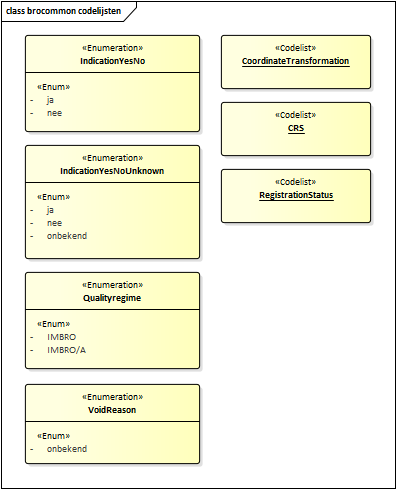 class brocommon codelijsten
«Enumeration»
IndicationYesNo
«Enum»
- ja
- nee
«Enumeration»
IndicationYesNoUnknown
«Enum»
- ja
- nee
- onbekend
«Enumeration»
Qualityregime
«Enum»
- IMBRO
- IMBRO/A
«Enumeration»
VoidReason
«Enum»
- onbekend
«Codelist»
CoordinateTransformation
«Codelist»
CRS
«Codelist»
RegistrationStatus